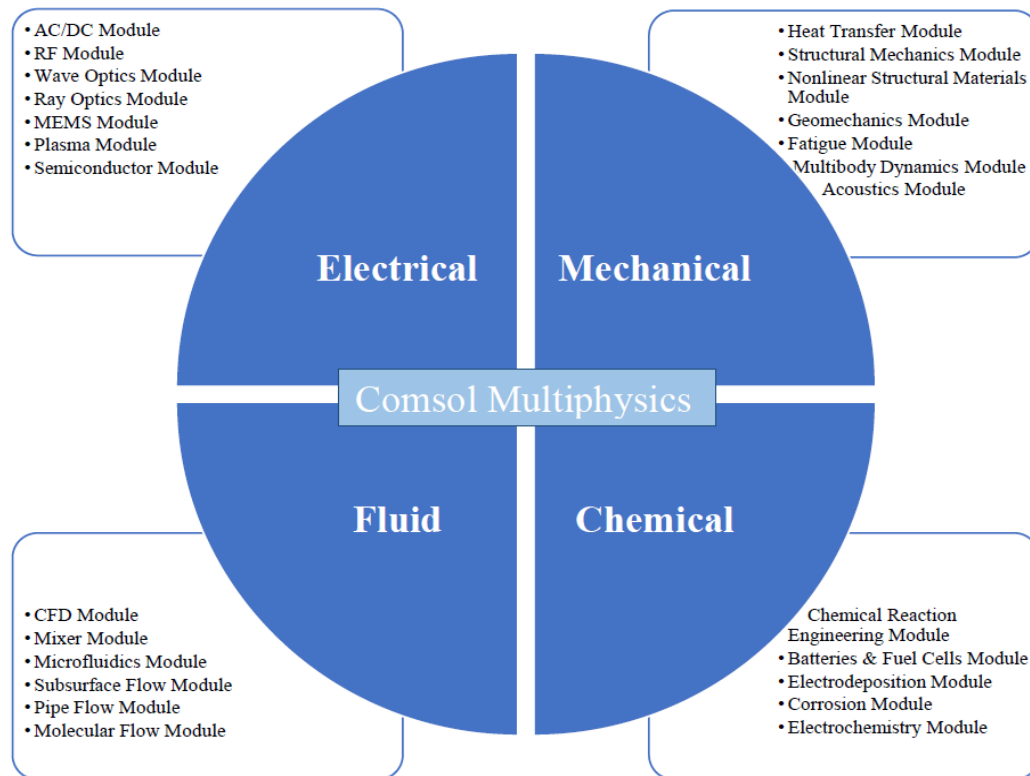 • AC/DC Module
• RF Module
• Wave Optics Module
• Ray Optics Module
• MEMS Module
• Plasma Module
• Semiconductor Module
• Heat Transfer Module
• Structural Mechanics Module
• Nonlinear Structural Materials
Module
• Geomechanics Module
• Fatigue Module
Multibody Dynamics Module
Acoustics Module
Electrical
Mechanical
Comsol Multiphysics
Fluid
Chemical
• CFD Module
• Mixer Module
• Microfluidics Module
• Subsurface Flow Module
• Pipe Flow Module
• Molecular Flow Module
Chemical Reaction
Engineering Module
• Batteries & Fuel Cells Module
• Electrodeposition Module
• Corrosion Module
• Electrochemistry Module